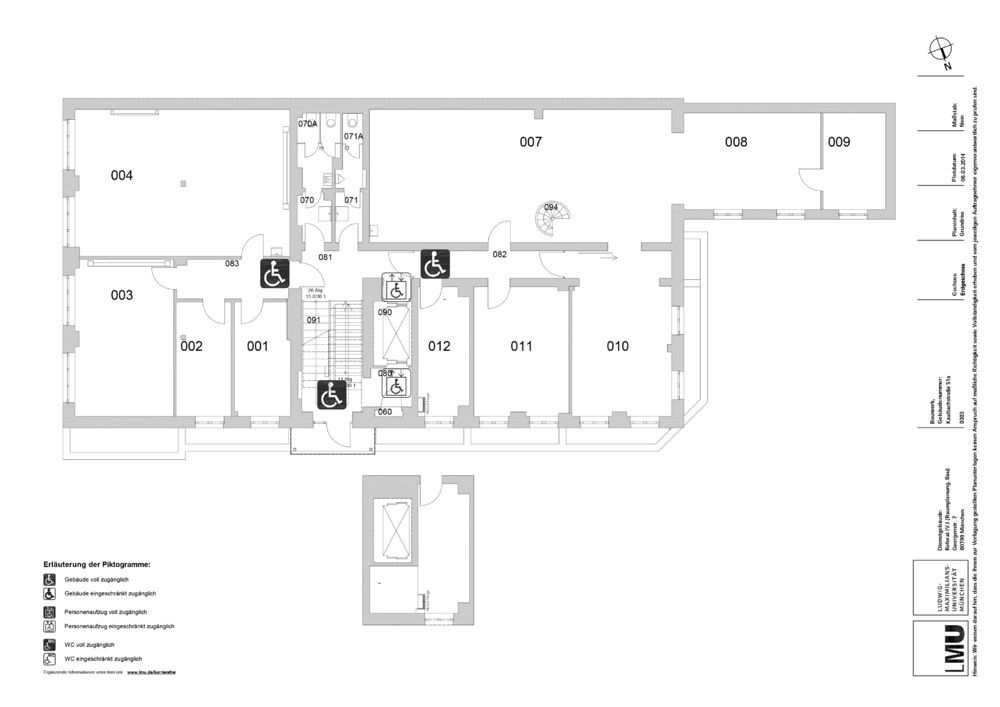 070A
071A
007
008
009
004
070
071
094
083
081
082
003
26 Stg
15.0/30.1
091
090
002
001
012
011
010
080
060
Erläuterung der Piktogramme:
Gebäude voll zugänglich
Gebäude eingeschränkt zugänglich
Personenaufzug voll zugänglich
Personenaufzug eingeschränkt zugänglich
WC voll zugänglich
WC eingeschränkt zugänglich
Ergänzende Informationen unter dem Link www.lmu.de/barrierefrei
N
Maßstab:
Nein
Plotdatum:
06.03.2014
Planinhalt:
Grundriss
Gschoss:
Erdgeschoss
Bauwerk,
Gebäudenummer:
Kaulbachstraße 51a
0303
Dienstgebäude:
Referat IV.I (Raumplanung, Bau)
Georgenstr. 7
80799 München
LUDWIG-
MAXIMILIANS-
UNIVERSITÄT
MÜNCHEN
LMU
Hinweis: Wir weisen darauf hin, dass die Ihnen zur Verfügung gestellten Planunterlagen keinen Anspruch auf maßliche Richtigkeit sowie Vollständigkeit erheben und vom jeweiligen Auftragnehmer eigenverantwortlich zu prüfen sind.